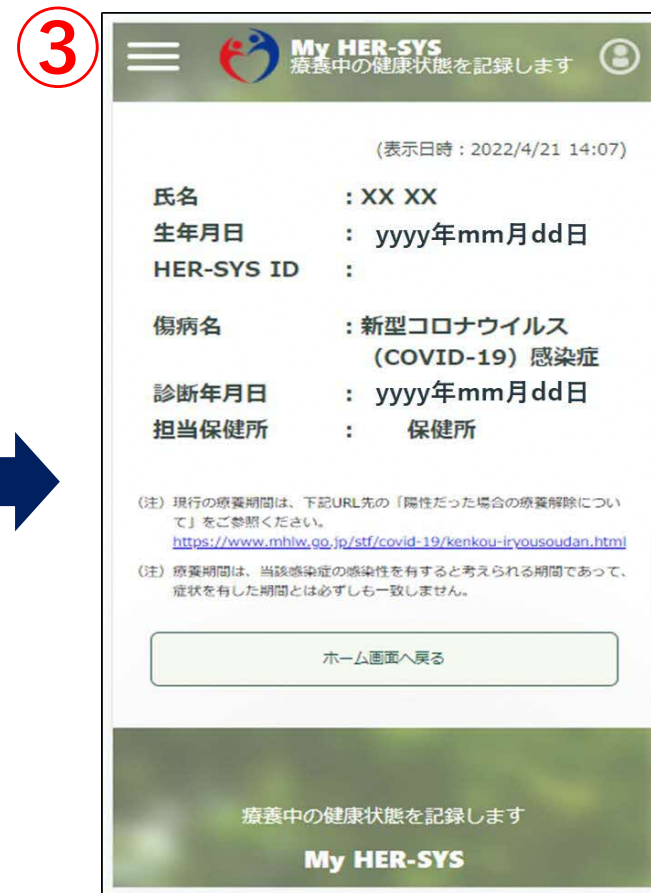 ③
My HER-SYS
療養中の健康状態を記録します
(表示日時：2022/4/21 14:07)
氏名 ：XX XX
生年月日 ： yyyy年mm月dd日
HER-SYS ID ：
傷病名 ：新型コロナウイルス
（COVID-19）感染症
診断年月日 ： yyyy年mm月dd日
担当保健所 ： 保健所
（注）現行の療養期間は、下記URL先の「陽性だった場合の療養解除につい
て」をご参照ください。
https://www.mhlw.go.jp/stf/covid-19/kenkou-iryousoudan.html
（注）療養期間は、当該感染症の感染性を有すると考えられる期間であって、
症状を有した期間とは必ずしも一致しません。
ホーム画面へ戻る
療養中の健康状態を記録します
My HER-SYS